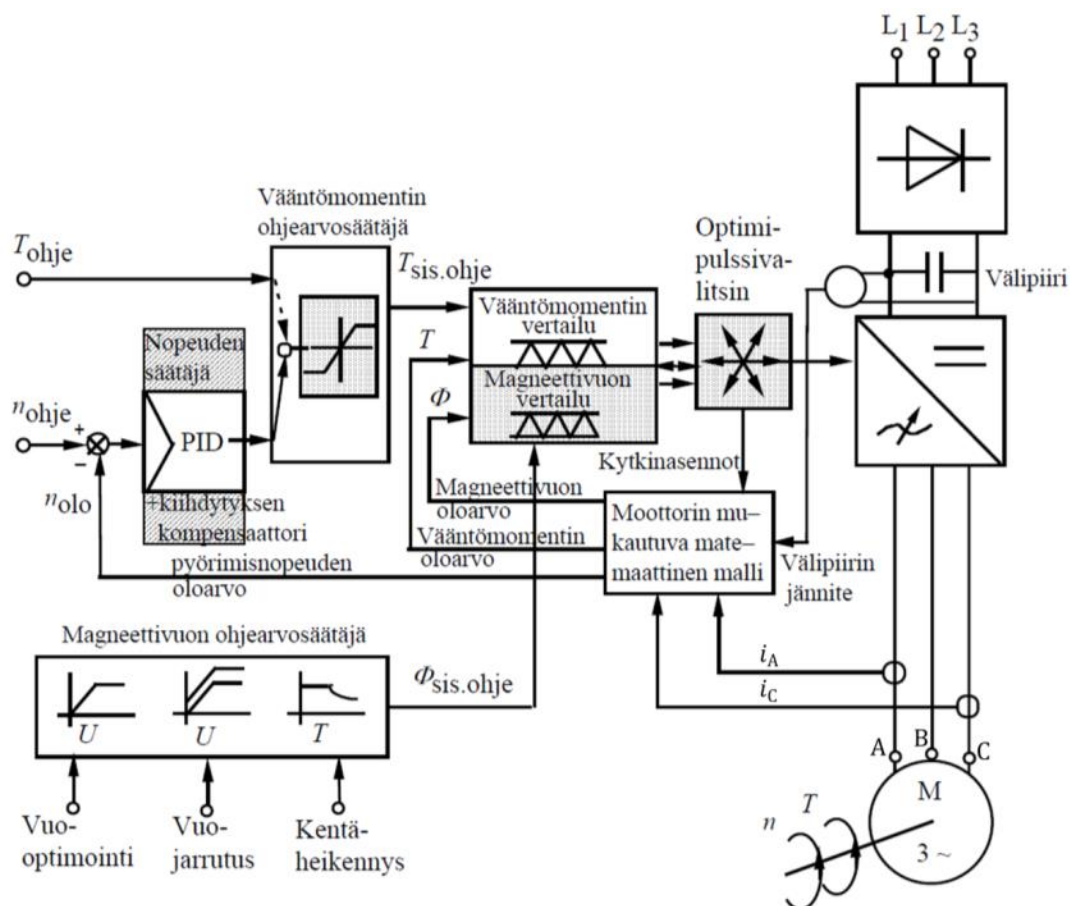 L1 L2 L3
Vääntömomentin
ohjearvosäätäjä
Tohje
Tsis.ohje
Optimi-
pulssiva-
litsin
Välipiiri
Vääntömomentin
vertailu
T
Nopeuden
säätäjä
Magneettivuon
vertailu
Φ
nohje
+
−
PID
Kytkinasennot
nolo
+kiihdytyksen
kompensaattori
Magneettivuon
oloarvo
Vääntömomentin
oloarvo
pyörimisnopeuden
oloarvo
Moottorin mu–
kautuva mate–
maattinen malli
Välipiirin
jännite
Magneettivuon ohjearvosäätäjä
Φsis.ohje
iA
iC
U
U
T
A B C
M
3 ~
T
n
Vuo-
optimointi
Vuo-
jarrutus
Kentä-
heikennys